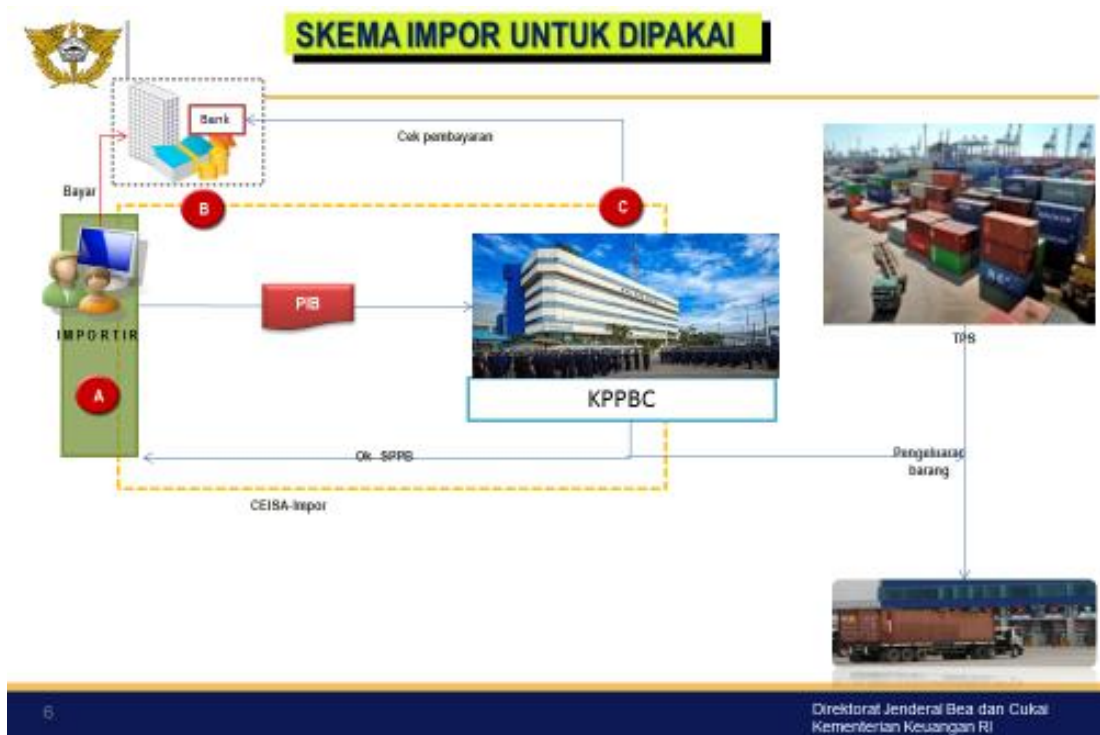 SKEMA IMPOR UNTUK DIPAKAI
Bank
Cek pembayaran
Bayar
B
C
PIB
IMPORTIR
TPS
A
KPPBC
Ok SPPB
Pengeluaran
barang
CEISA-Impor
6
Direktorat Jenderal Bea dan Cukai
Kementerian Keuangan RI